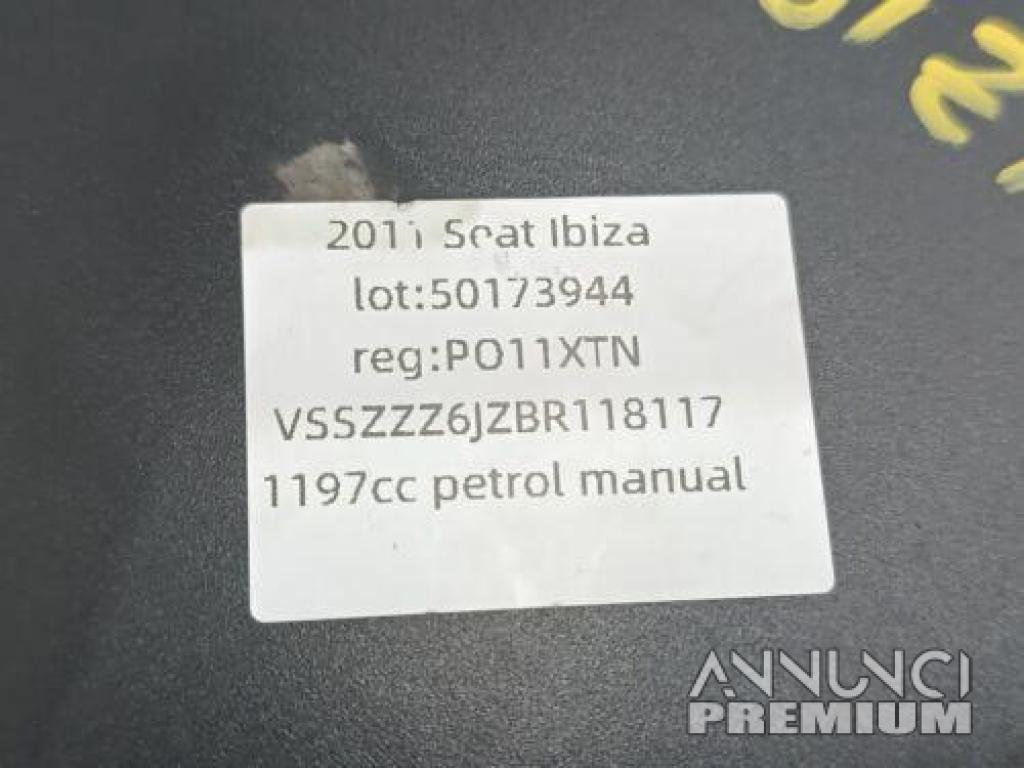 2011 Seat Ibiza
lot:50173944
reg:PO11XTN
VSSZZZ6JZBR118117
1197cc petrol manual
ANNUNCI
PREMIUM